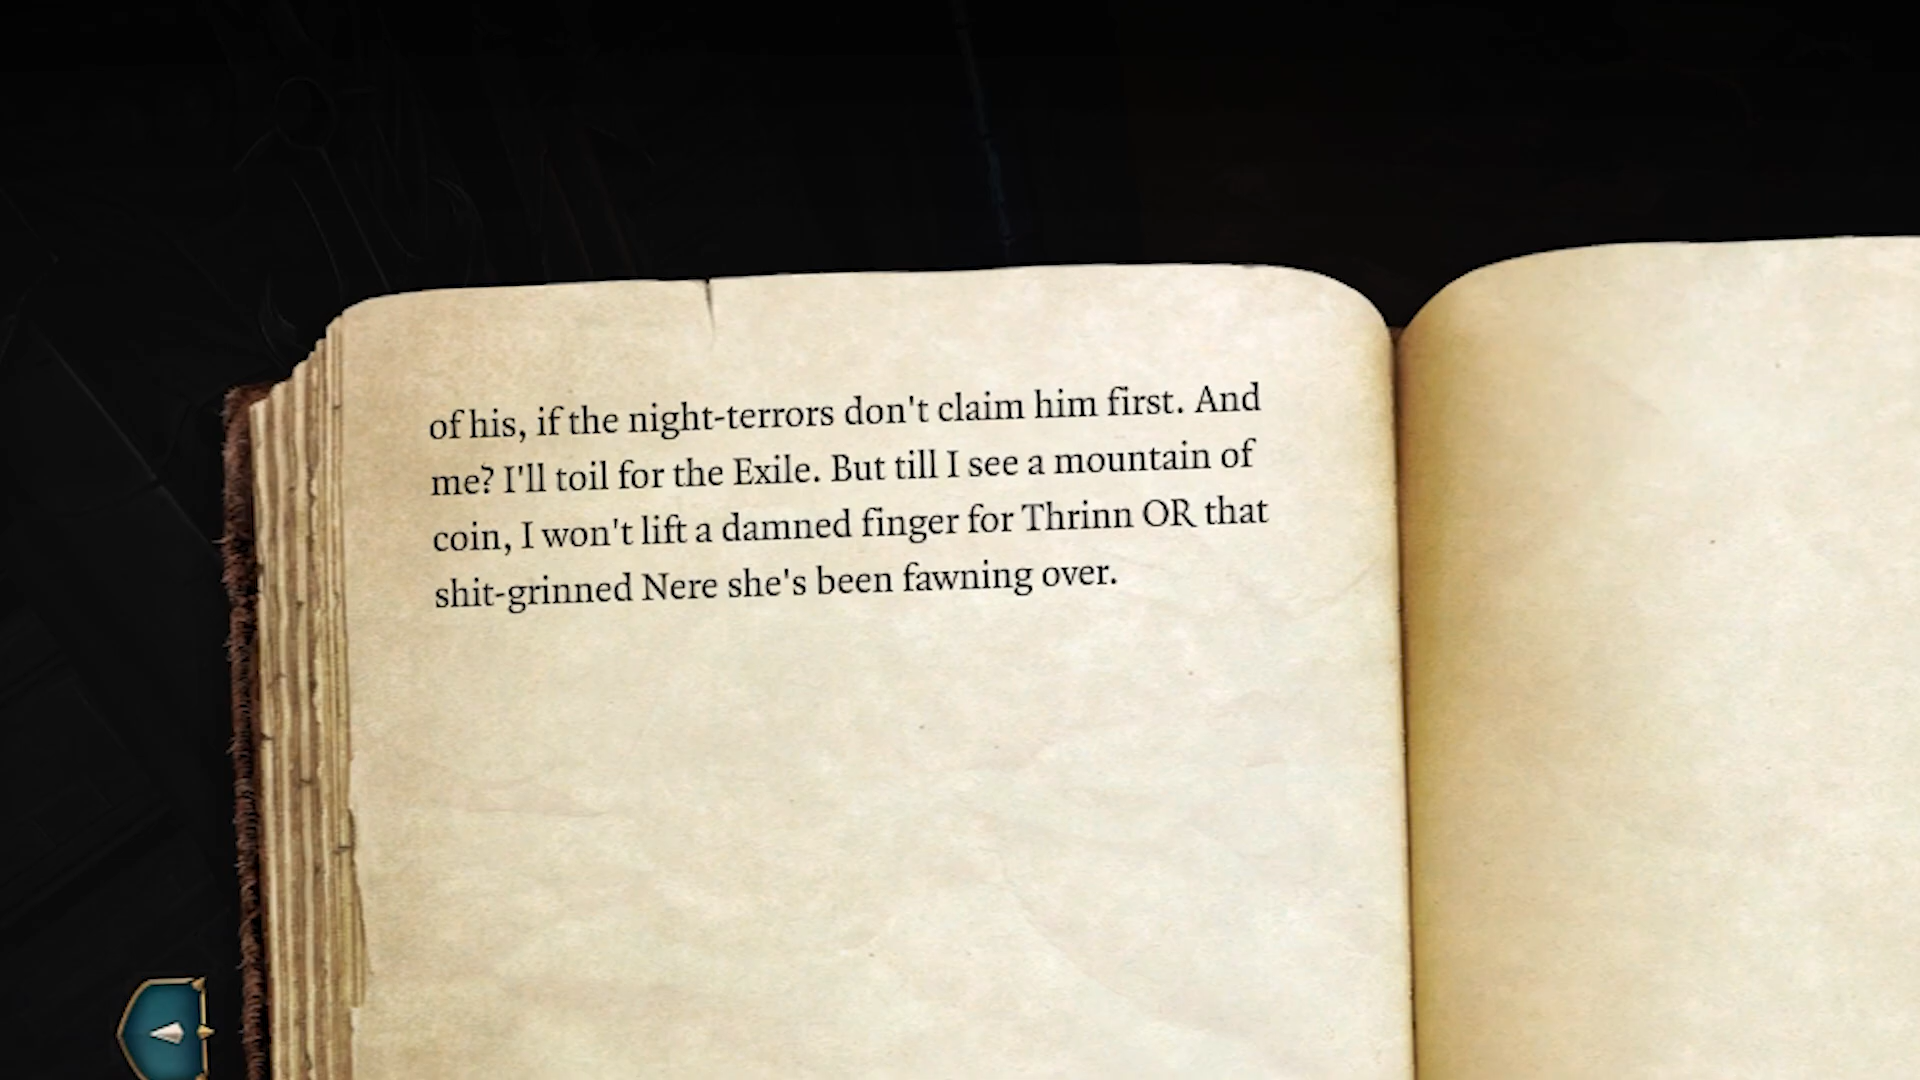 of his, if the night-terrors don't claim him first. And
me? I'll toil for the Exile. But till I see a mountain of
coin, I won't lift a damned finger for Thrinn OR that
shit-grinned Nere she's been fawning over.